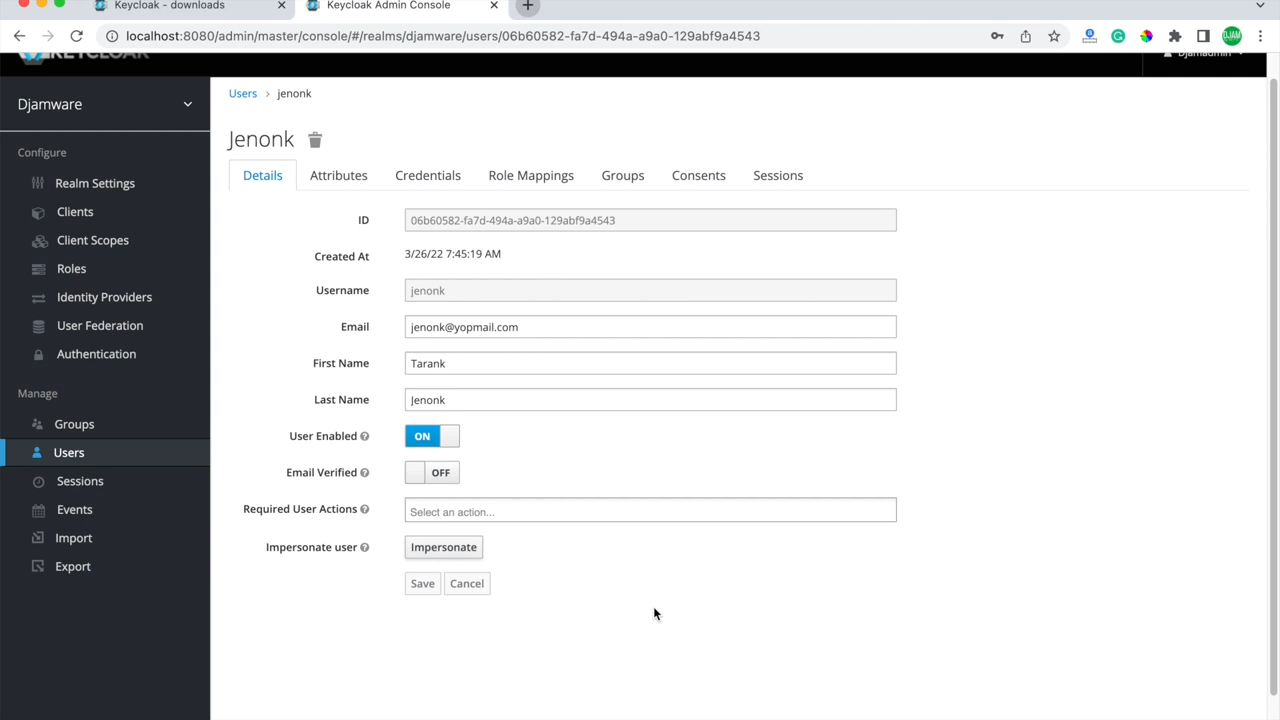 Keycloak - downloads
Keycloak Admin Console
localhost:8080/admin/master/console/#/realms/djamware/users/06b60582-fa7d-494a-a9a0-129abf9a4543
DJAM
KEYCLOAK
Djamadmin
Djamware
Configure
Realm Settings
Clients
Client Scopes
Roles
Identity Providers
User Federation
Authentication
Manage
Groups
Users
Sessions
Events
Import
Export
Users > jenonk
Jenonk
Details Attributes Credentials Role Mappings Groups Consents Sessions
ID 06b60582-fa7d-494a-a9a0-129abf9a4543
Created At 3/26/22 7:45:19 AM
Username jenonk
Email jenonk@yopmail.com
First Name Tarank
Last Name Jenonk
User Enabled ON
Email Verified OFF
Required User Actions Select an action...
Impersonate user Impersonate
Save Cancel